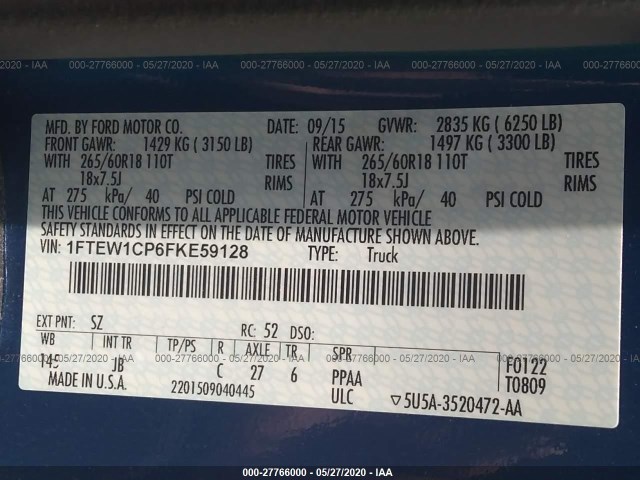 000-27766000 - 05/27/2020 - IAA
MFD. BY FORD MOTOR CO. DATE: 09/15 GVWR: 2835 KG ( 6250 LB)
FRONT GAWR: 1429 KG ( 3150 LB) REAR GAWR: 1497 KG ( 3300 LB)
WITH 265/60R18 110T TIRES WITH 265/60R18 110T TIRES
18x7.5J RIMS 18x7.5J RIMS
AT 275 kPa/ 40 PSI COLD AT 275 kPa/ 40 PSI COLD
THIS VEHICLE CONFORMS TO ALL APPLICABLE FEDERAL MOTOR VEHICLE
SAFETY STANDARDS IN EFFECT ON THE DATE OF MANUFACTURE SHOWN ABOVE.
VIN: 1FTEW1CP6FKE59128 TYPE: Truck
EXT PNT: SZ RC: 52 DSO:
WB INT TR TP/PS R AXLE TR SPR
145 JB C 27 6 PPAA F0122
MADE IN U.S.A. 2201509040445 ULC T0809
▽5U5A-3520472-AA
000-27766000 - 05/27/2020 - IAA